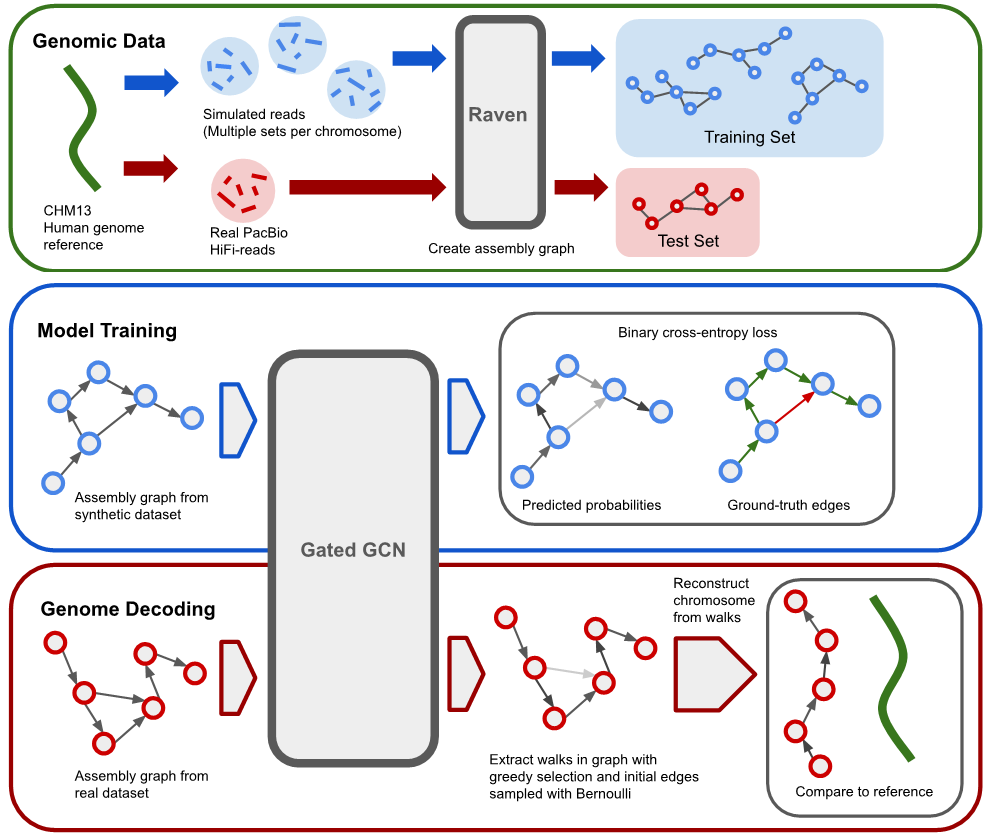 Genomic Data
Simulated reads
(Multiple sets per chromosome)
Raven
Training Set
CHM13
Human genome
reference
Real PacBio
HiFi-reads
Create assembly graph
Test Set
Model Training
Assembly graph from
synthetic dataset
Gated GCN
Binary cross-entropy loss
Predicted probabilities
Ground-truth edges
Genome Decoding
Assembly graph from
real dataset
Extract walks in graph with
greedy selection and initial edges
sampled with Bernoulli
Reconstruct
chromosome
from walks
Compare to reference